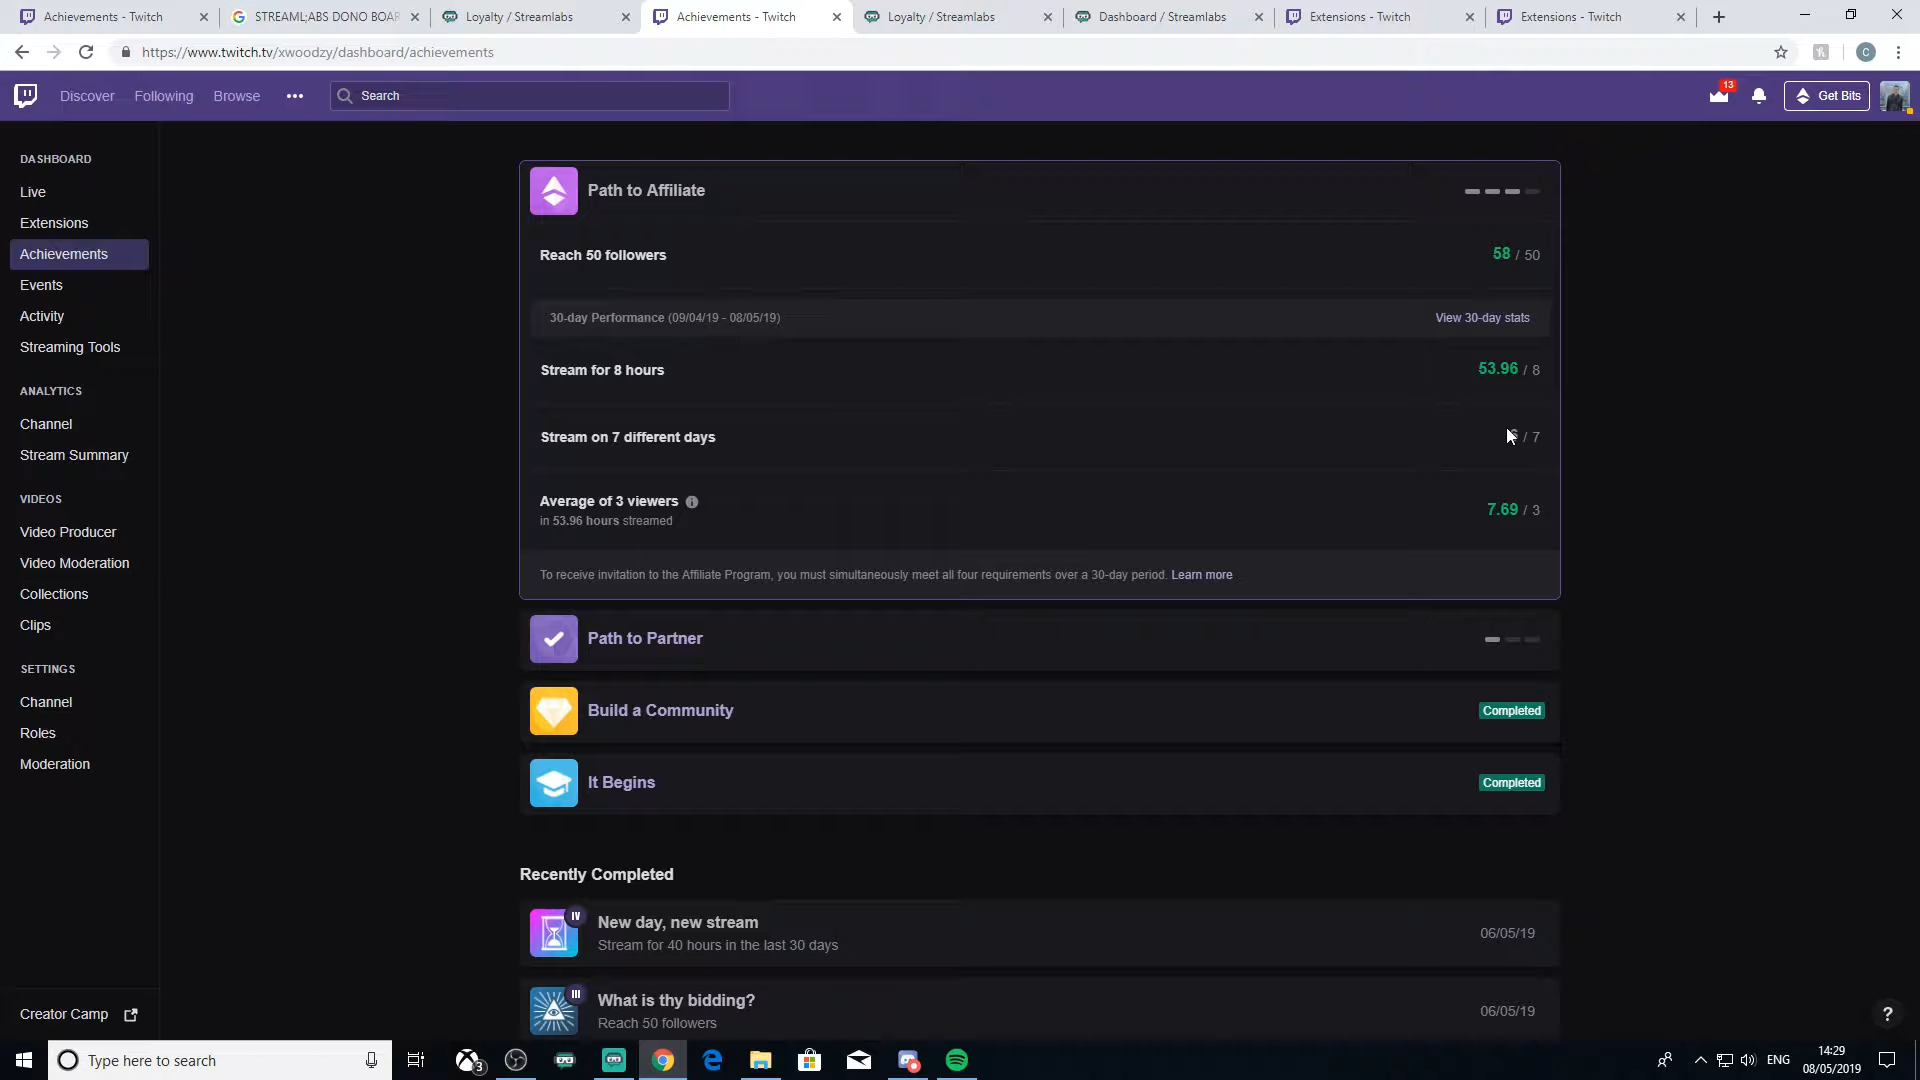 Achievements - Twitch
STREAML;ABS DONO BOAR
Loyalty / Streamlabs
Achievements - Twitch
Loyalty / Streamlabs
Dashboard / Streamlabs
Extensions - Twitch
Extensions - Twitch
https://www.twitch.tv/xwoodzy/dashboard/achievements
C
Discover Following Browse ••• Search
13
Get Bits
DASHBOARD
Live
Extensions
Achievements
Events
Activity
Streaming Tools
ANALYTICS
Channel
Stream Summary
VIDEOS
Video Producer
Video Moderation
Collections
Clips
SETTINGS
Channel
Roles
Moderation
Creator Camp
Path to Affiliate
Reach 50 followers 58 / 50
30-day Performance (09/04/19 - 08/05/19) View 30-day stats
Stream for 8 hours 53.96 / 8
Stream on 7 different days / 7
Average of 3 viewers 7.69 / 3
in 53.96 hours streamed
To receive invitation to the Affiliate Program, you must simultaneously meet all four requirements over a 30-day period. Learn more
Path to Partner
Build a Community Completed
It Begins Completed
Recently Completed
IV
New day, new stream
Stream for 40 hours in the last 30 days
06/05/19
III
What is thy bidding?
Reach 50 followers
06/05/19
?
Type here to search
3
ENG
14:29
08/05/2019